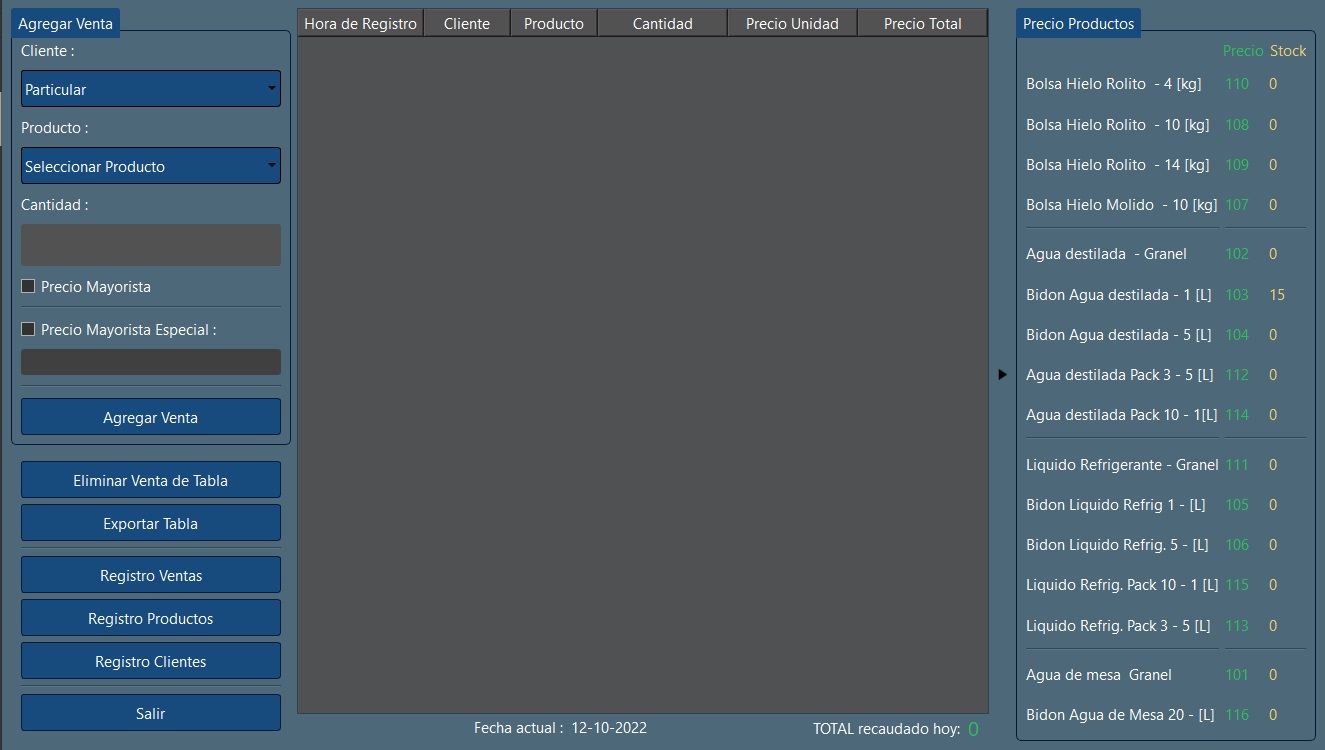 Agregar Venta
Cliente :
Particular
Producto :
Seleccionar Producto
Cantidad :
Precio Mayorista
Precio Mayorista Especial :
Agregar Venta
Eliminar Venta de Tabla
Exportar Tabla
Registro Ventas
Registro Productos
Registro Clientes
Salir
Hora de Registro Cliente Producto Cantidad Precio Unidad Precio Total
Fecha actual : 12-10-2022 TOTAL recaudado hoy: 0
Precio Productos
Precio Stock
Bolsa Hielo Rolito - 4 [kg] 110 0
Bolsa Hielo Rolito - 10 [kg] 108 0
Bolsa Hielo Rolito - 14 [kg] 109 0
Bolsa Hielo Molido - 10 [kg] 107 0
Agua destilada - Granel 102 0
Bidon Agua destilada - 1 [L] 103 15
Bidon Agua destilada - 5 [L] 104 0
Agua destilada Pack 3 - 5 [L] 112 0
Agua destilada Pack 10 - 1[L] 114 0
Liquido Refrigerante - Granel 111 0
Bidon Liquido Refrig 1 - [L] 105 0
Bidon Liquido Refrig. 5 - [L] 106 0
Liquido Refrig. Pack 10 - 1 [L] 115 0
Liquido Refrig. Pack 3 - 5 [L] 113 0
Agua de mesa Granel 101 0
Bidon Agua de Mesa 20 - [L] 116 0